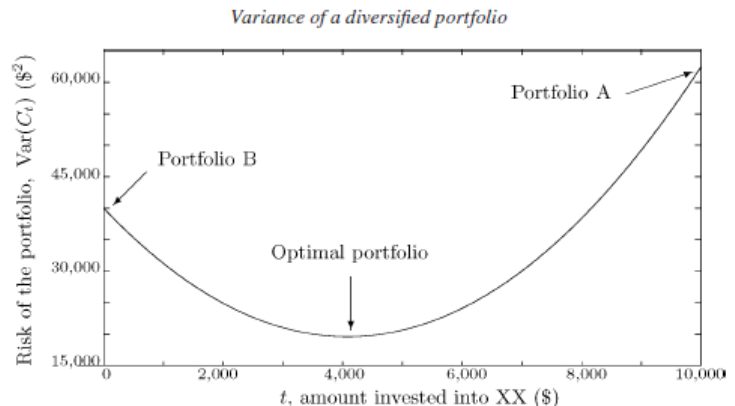 Variance of a diversified portfolio
Risk of the portfolio, Var(Cₜ) ($²)
60,000
45,000
30,000
15,000
Portfolio A
Portfolio B
Optimal portfolio
0 2,000 4,000 6,000 8,000 10,000
t, amount invested into XX ($)